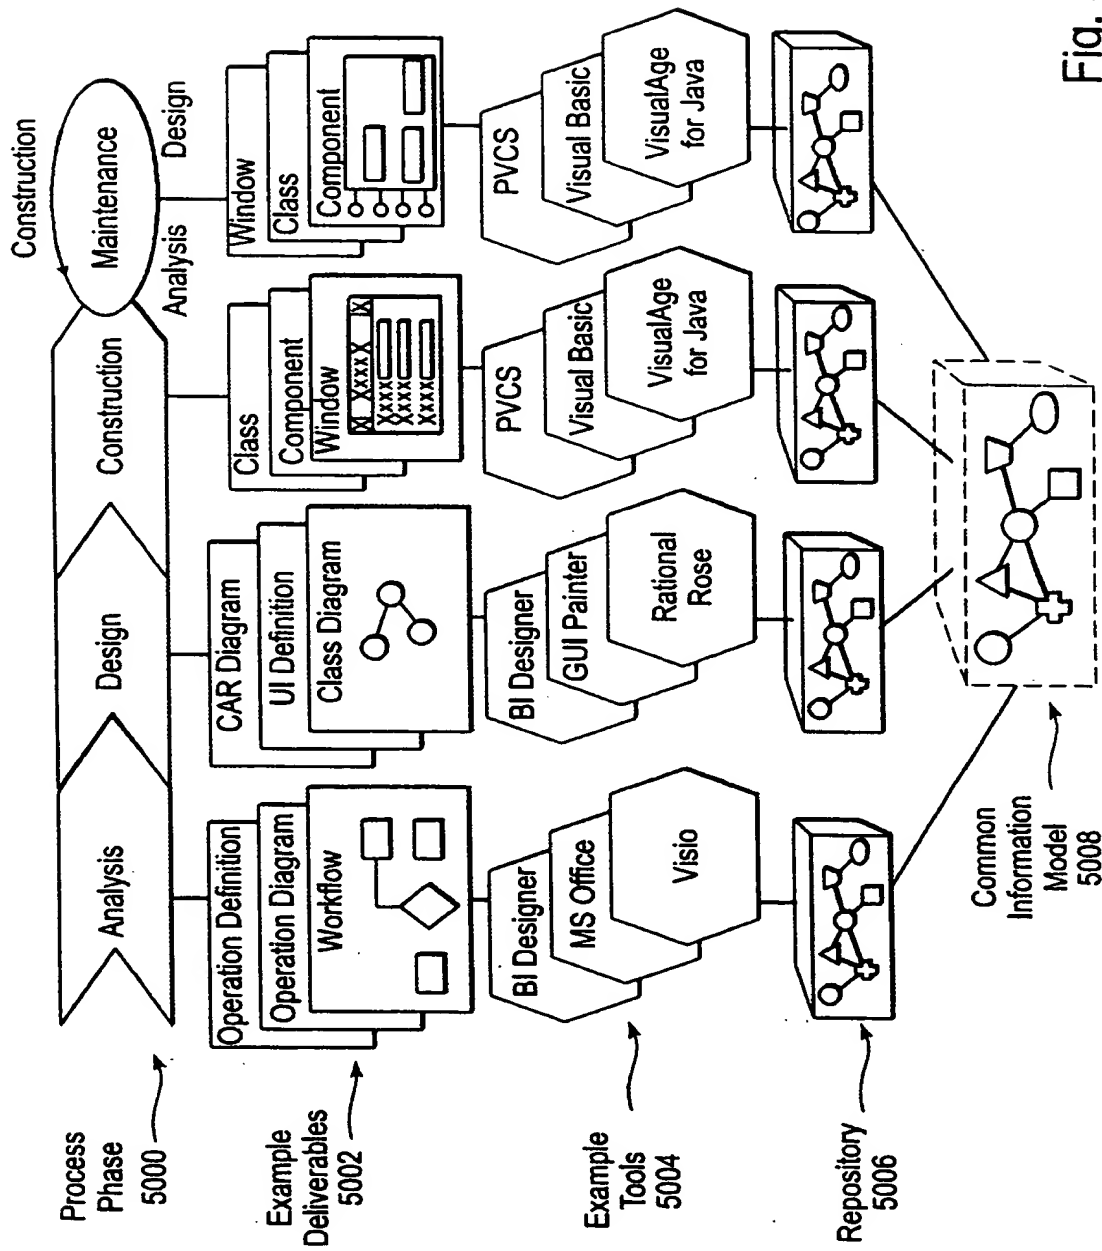 Process
Phase
5000
Analysis
Design
Construction
Maintenance
Construction
Analysis
Design
Example
Deliverables
5002
Operation Definition
Operation Diagram
Workflow
CAR Diagram
UI Definition
Class Diagram
Class
Component
Window
X XxxX X
Xxxx
Xxxx
Xxxx
Window
Class
Component
Example
Tools
5004
BI Designer
MS Office
Visio
BI Designer
GUI Painter
Rational
Rose
PVCS
Visual Basic
VisualAge
for Java
PVCS
Visual Basic
VisualAge
for Java
Repository
5006
Common
Information
Model
5008
Fig.